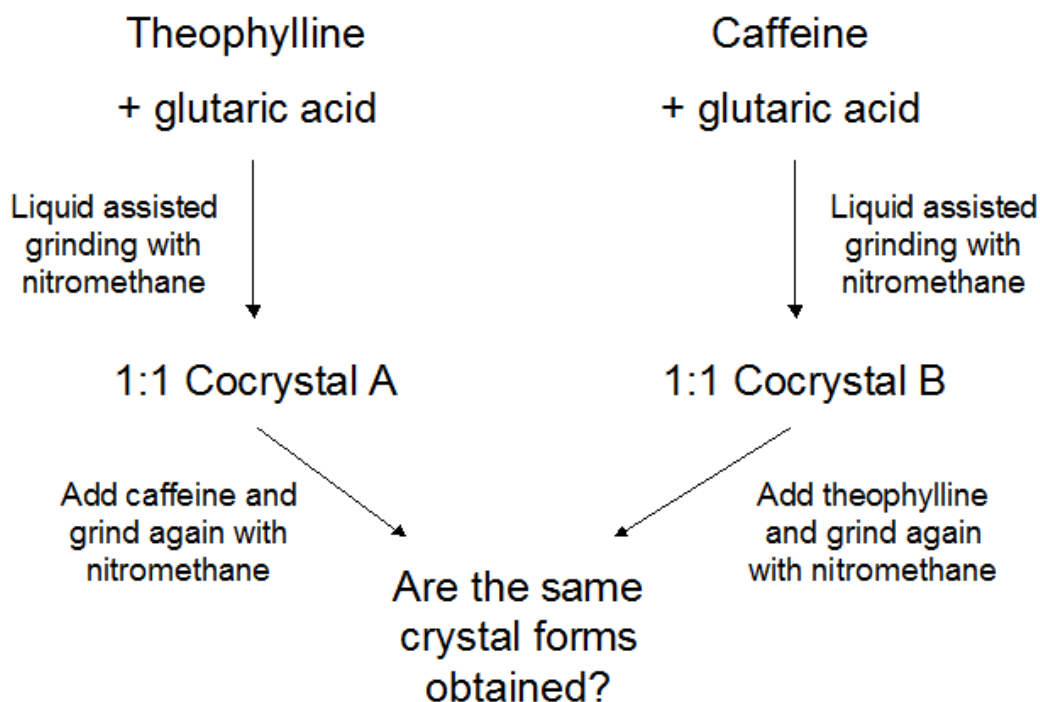 Theophylline
+ glutaric acid
Caffeine
+ glutaric acid
Liquid assisted
grinding with
nitromethane
Liquid assisted
grinding with
nitromethane
1:1 Cocrystal A
1:1 Cocrystal B
Add caffeine and
grind again with
nitromethane
Add theophylline
and grind again
with nitromethane
Are the same
crystal forms
obtained?